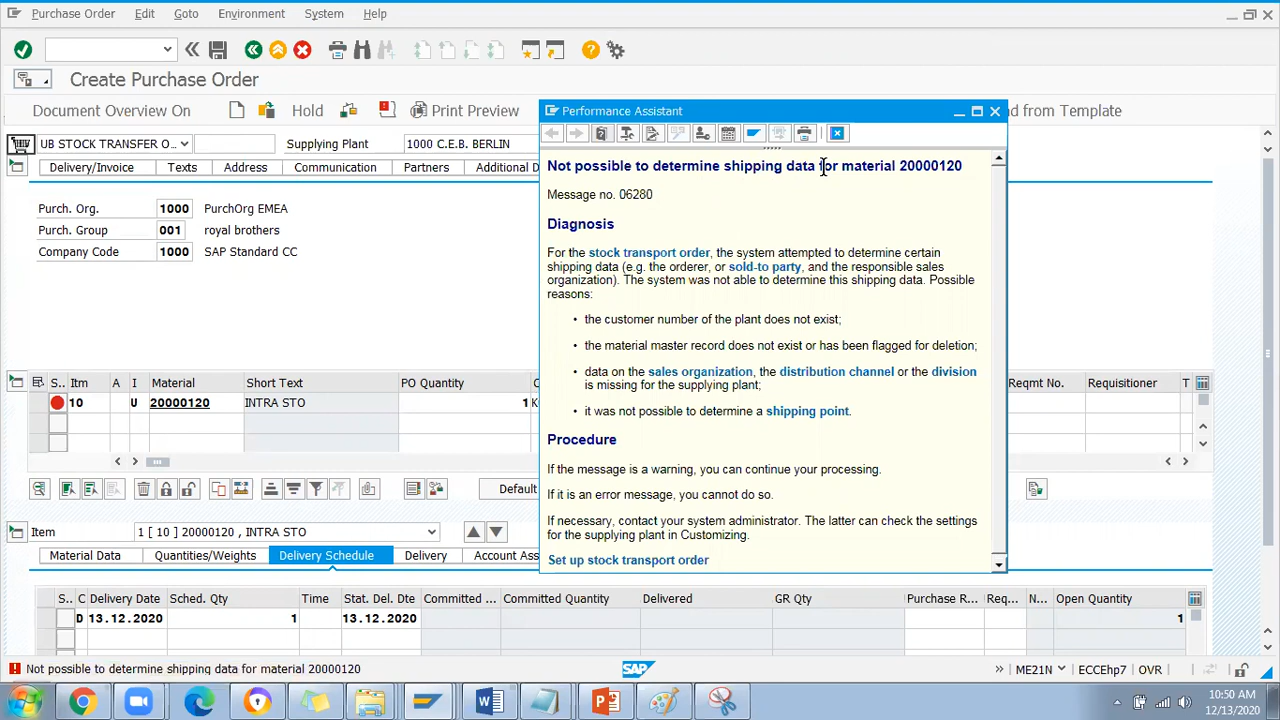 Purchase Order Edit Goto Environment System Help
Create Purchase Order
Document Overview On Hold Print Preview nd from Template
UB STOCK TRANSFER O... Supplying Plant 1000 C.E.B. BERLIN
Delivery/Invoice Texts Address Communication Partners Additional D
Purch. Org. 1000 PurchOrg EMEA
Purch. Group 001 royal brothers
Company Code 1000 SAP Standard CC
Performance Assistant
Not possible to determine shipping data for material 20000120
Message no. 06280
Diagnosis
For the stock transport order, the system attempted to determine certain
shipping data (e.g. the orderer, or sold-to party, and the responsible sales
organization). The system was not able to determine this shipping data. Possible
reasons:
• the customer number of the plant does not exist;
• the material master record does not exist or has been flagged for deletion;
• data on the sales organization, the distribution channel or the division
is missing for the supplying plant;
• it was not possible to determine a shipping point.
Procedure
If the message is a warning, you can continue your processing.
If it is an error message, you cannot do so.
If necessary, contact your system administrator. The latter can check the settings
for the supplying plant in Customizing.
Set up stock transport order
S.. Itm A I Material Short Text PO Quantity Reqmt No. Requisitioner T
10 U 20000120 INTRA STO 1
Default
Item 1 [ 10 ] 20000120 , INTRA STO
Material Data Quantities/Weights Delivery Schedule Delivery Account Ass
S.. C Delivery Date Sched. Qty Time Stat. Del. Dte Committed ... Committed Quantity Delivered GR Qty Purchase R... Req... N... Open Quantity
D 13.12.2020 1 13.12.2020 1
Not possible to determine shipping data for material 20000120 SAP » ME21N ECCEhp7 OVR
10:50 AM
12/13/2020